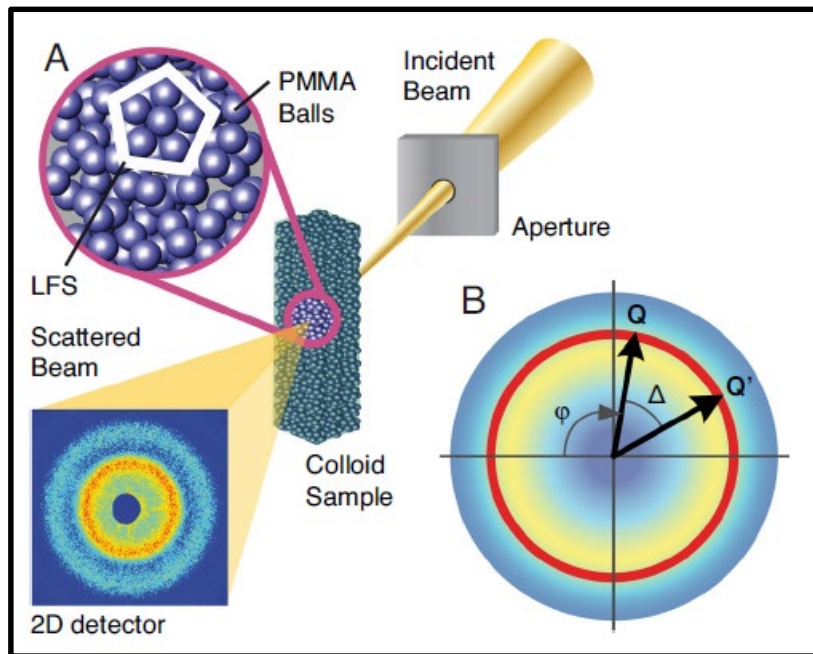 A
PMMA
Balls
Incident
Beam
Aperture
LFS
Scattered
Beam
Colloid
Sample
2D detector
B
Q
Q'
Δ
φ